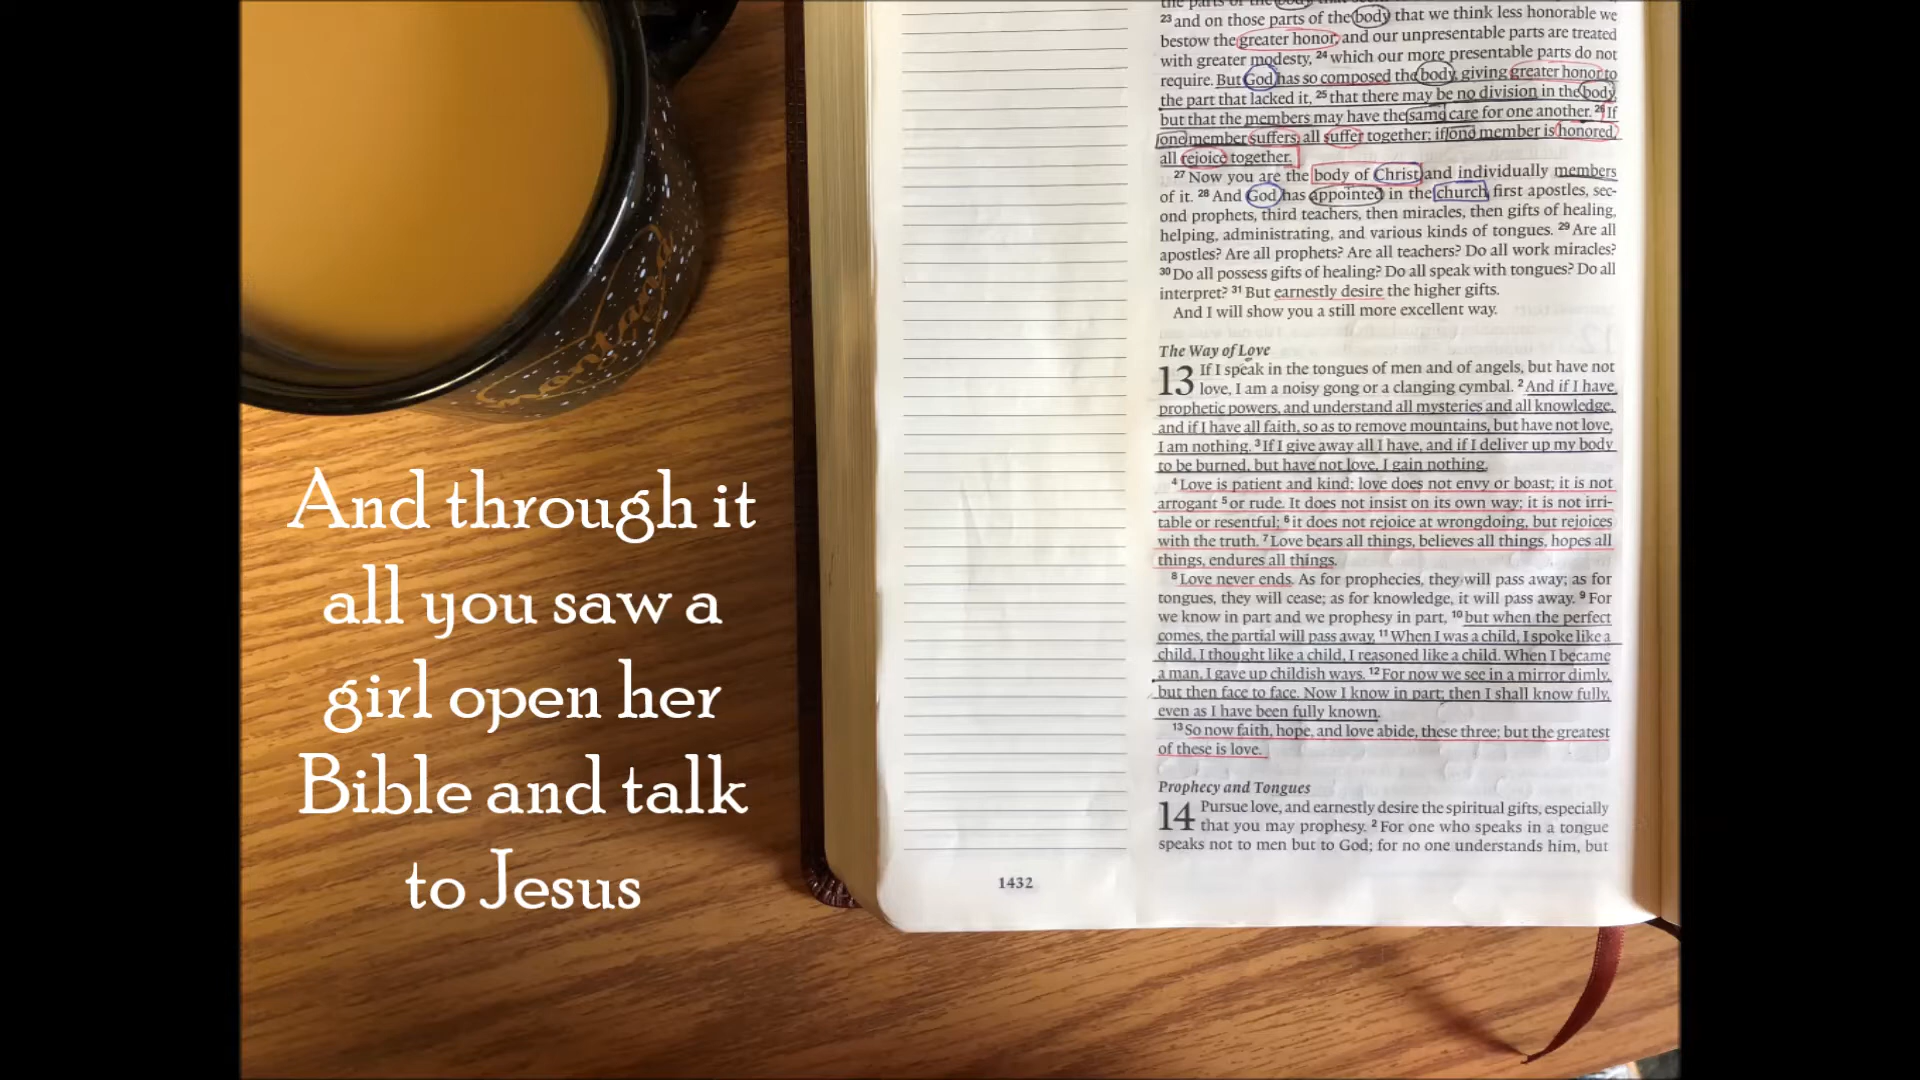 Montana
And through it
all you saw a
girl open her
Bible and talk
to Jesus
23 and on those parts of the body that we think less honorable we
bestow the greater honor, and our unpresentable parts are treated
with greater modesty, 24 which our more presentable parts do not
require. But God has so composed the body, giving greater honor to
the part that lacked it, 25 that there may be no division in the body,
but that the members may have the same care for one another. 26 If
one member suffers, all suffer together; if one member is honored,
all rejoice together.
27 Now you are the body of Christ and individually members
of it. 28 And God has appointed in the church first apostles, sec-
ond prophets, third teachers, then miracles, then gifts of healing,
helping, administrating, and various kinds of tongues. 29 Are all
apostles? Are all prophets? Are all teachers? Do all work miracles?
30 Do all possess gifts of healing? Do all speak with tongues? Do all
interpret? 31 But earnestly desire the higher gifts.
And I will show you a still more excellent way.
The Way of Love
13 If I speak in the tongues of men and of angels, but have not
love, I am a noisy gong or a clanging cymbal. 2 And if I have
prophetic powers, and understand all mysteries and all knowledge,
and if I have all faith, so as to remove mountains, but have not love,
I am nothing. 3 If I give away all I have, and if I deliver up my body
to be burned, but have not love, I gain nothing.
4 Love is patient and kind; love does not envy or boast; it is not
arrogant 5 or rude. It does not insist on its own way; it is not irri-
table or resentful; 6 it does not rejoice at wrongdoing, but rejoices
with the truth. 7 Love bears all things, believes all things, hopes all
things, endures all things.
8 Love never ends. As for prophecies, they will pass away; as for
tongues, they will cease; as for knowledge, it will pass away. 9 For
we know in part and we prophesy in part, 10 but when the perfect
comes, the partial will pass away. 11 When I was a child, I spoke like a
child, I thought like a child, I reasoned like a child. When I became
a man, I gave up childish ways. 12 For now we see in a mirror dimly,
but then face to face. Now I know in part; then I shall know fully,
even as I have been fully known.
13 So now faith, hope, and love abide, these three; but the greatest
of these is love.
Prophecy and Tongues
14 Pursue love, and earnestly desire the spiritual gifts, especially
that you may prophesy. 2 For one who speaks in a tongue
speaks not to men but to God; for no one understands him, but
1432